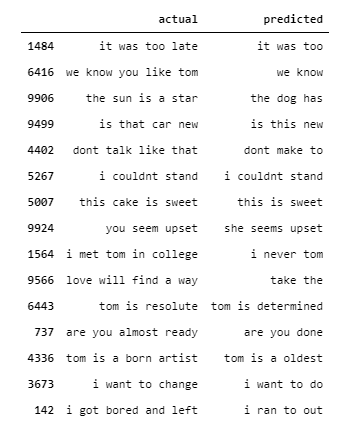 actual predicted
1484 it was too late it was too
6416 we know you like tom we know
9906 the sun is a star the dog has
9499 is that car new is this new
4402 dont talk like that dont make to
5267 i couldnt stand i couldnt stand
5007 this cake is sweet this is sweet
9924 you seem upset she seems upset
1564 i met tom in college i never tom
9566 love will find a way take the
6443 tom is resolute tom is determined
737 are you almost ready are you done
4336 tom is a born artist tom is a oldest
3673 i want to change i want to do
142 i got bored and left i ran to out